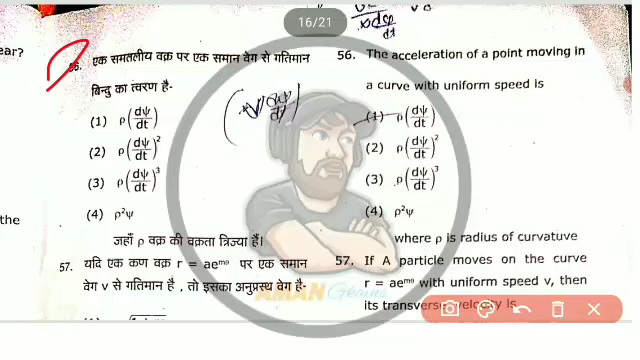 16/21
ear?
56. एक समतलीय वक्र पर एक समान वेग से गतिमान
बिन्दु का त्वरण है-
(1) ρ(dψ/dt)
(2) ρ(dψ/dt)²
(3) ρ(dψ/dt)³
(4) ρ²ψ
जहाँ ρ वक्र की वक्रता त्रिज्या हैं।
57. यदि एक कण वक्र r = ae^mθ पर एक समान
वेग v से गतिमान है , तो इसका अनुप्रस्थ वेग है-
the
56. The acceleration of a point moving in
a curve with uniform speed is
(1) ρ(dψ/dt)
(2) ρ(dψ/dt)²
(3) ρ(dψ/dt)³
(4) ρ²ψ
where ρ is radius of curvatuve
57. If A particle moves on the curve
r = ae^mθ with uniform speed v, then
its transverse velocity is
AMAN